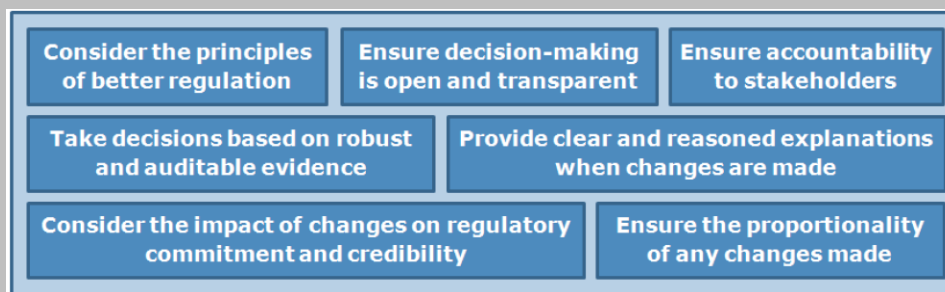 Consider the principles
of better regulation
Ensure decision-making
is open and transparent
Ensure accountability
to stakeholders
Take decisions based on robust
and auditable evidence
Provide clear and reasoned explanations
when changes are made
Consider the impact of changes on regulatory
commitment and credibility
Ensure the proportionality
of any changes made